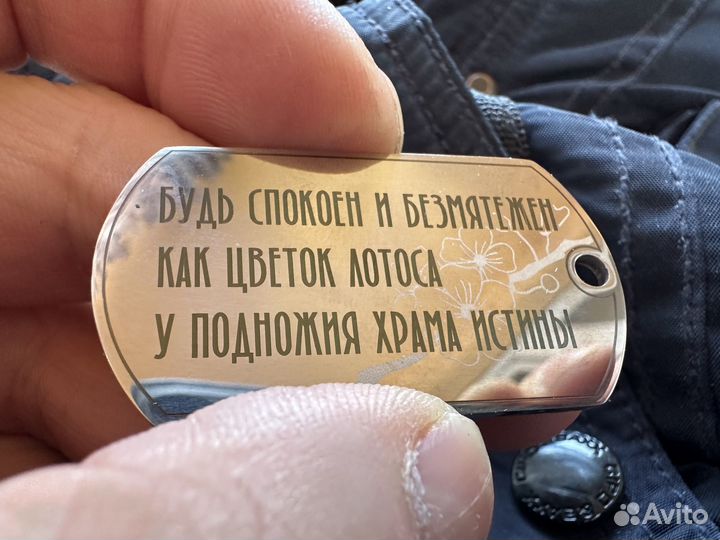 БУДЬ СПОКОЕН И БЕЗМЯТЕЖЕН
КАК ЦВЕТОК ЛОТОСА
У ПОДНОЖИЯ ХРАМА ИСТИНЫ
Avito